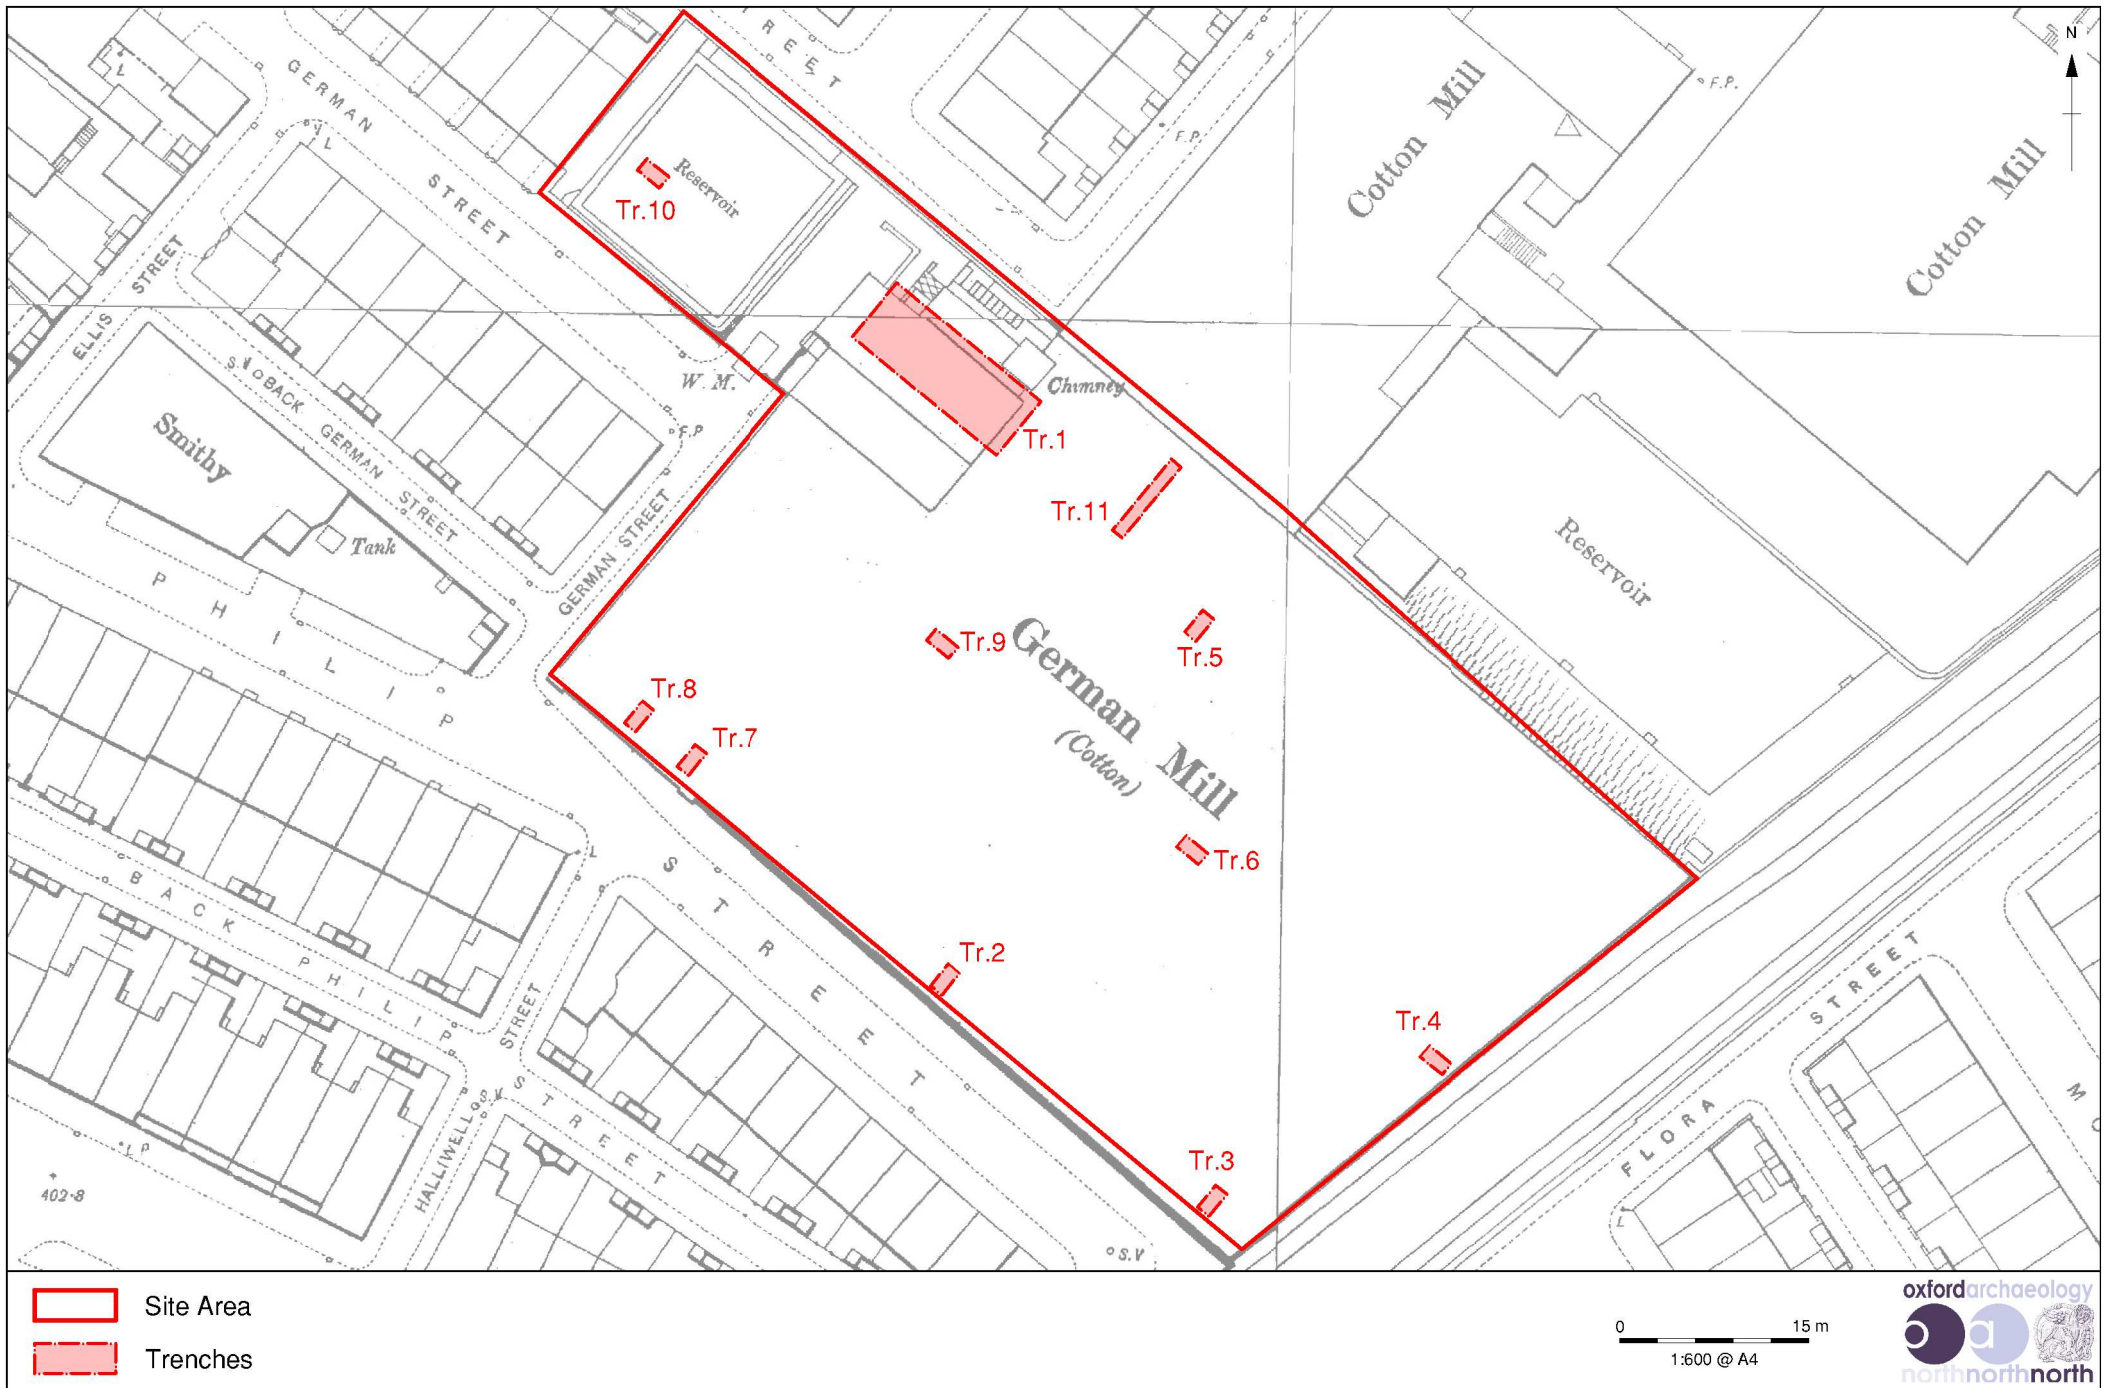 N
REET
GERMAN
STREET
L
L
Reservoir
Tr.10
F.P.
F.P.
Cotton Mill
Cotton Mill
ELLIS STREET
S.V
BACK GERMAN STREET
Smithy
Tank
W. M.
F.P
GERMAN STREET
Chimney
Tr.1
Tr.11
Reservoir
German Mill
(Cotton)
Tr.9
Tr.5
Tr.8
Tr.7
Tr.6
PHILIP
STREET
L
BACK PHILIP
STREET
Tr.2
Tr.4
Tr.3
HALLIWELL
STREET
S.V
L P
402·8
S.V
FLORA STREET
L
Site Area
Trenches
0 15 m
1:600 @ A4
oxfordarchaeology
oa
northnorthnorth